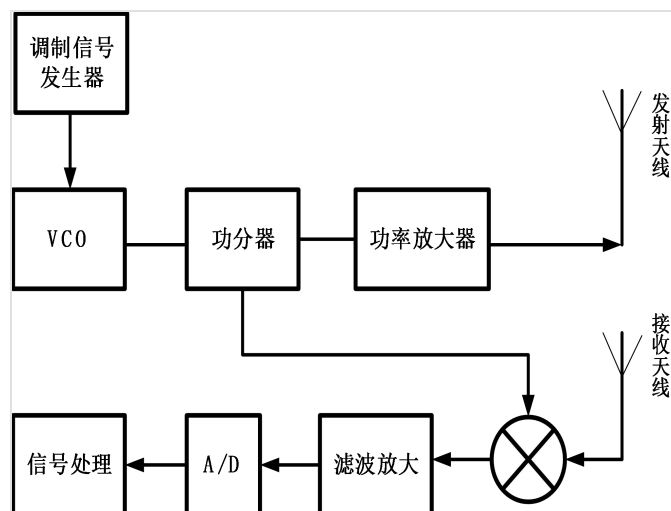 调制信号
发生器
发射天线
VCO
功分器
功率放大器
接收天线
信号处理
A/D
滤波放大